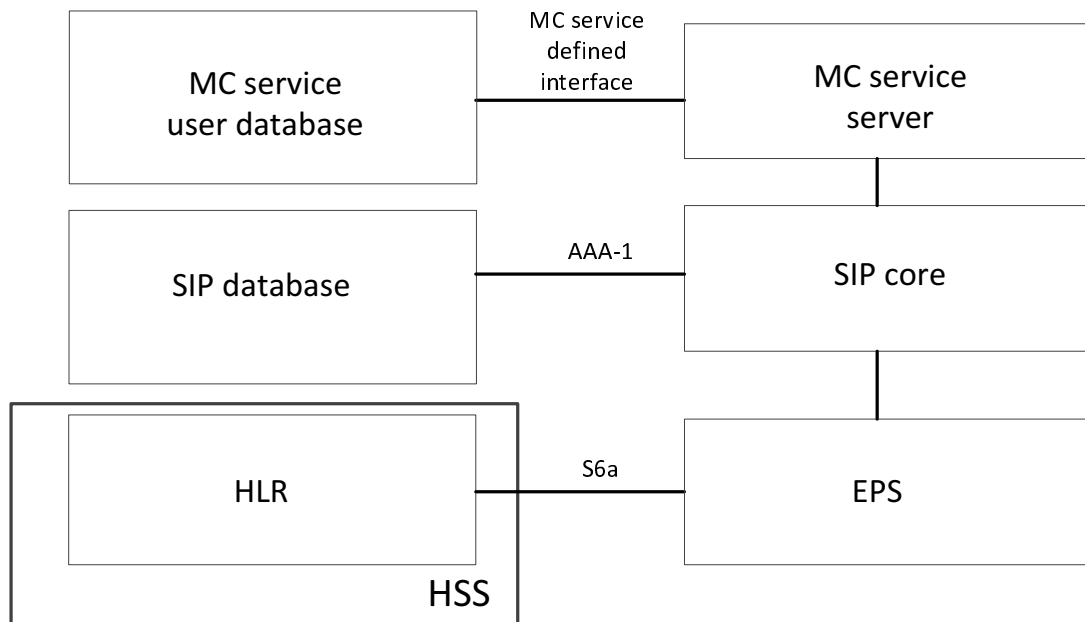 MC service
user database
MC service
defined
interface
MC service
server
SIP database
AAA-1
SIP core
HLR
S6a
EPS
HSS